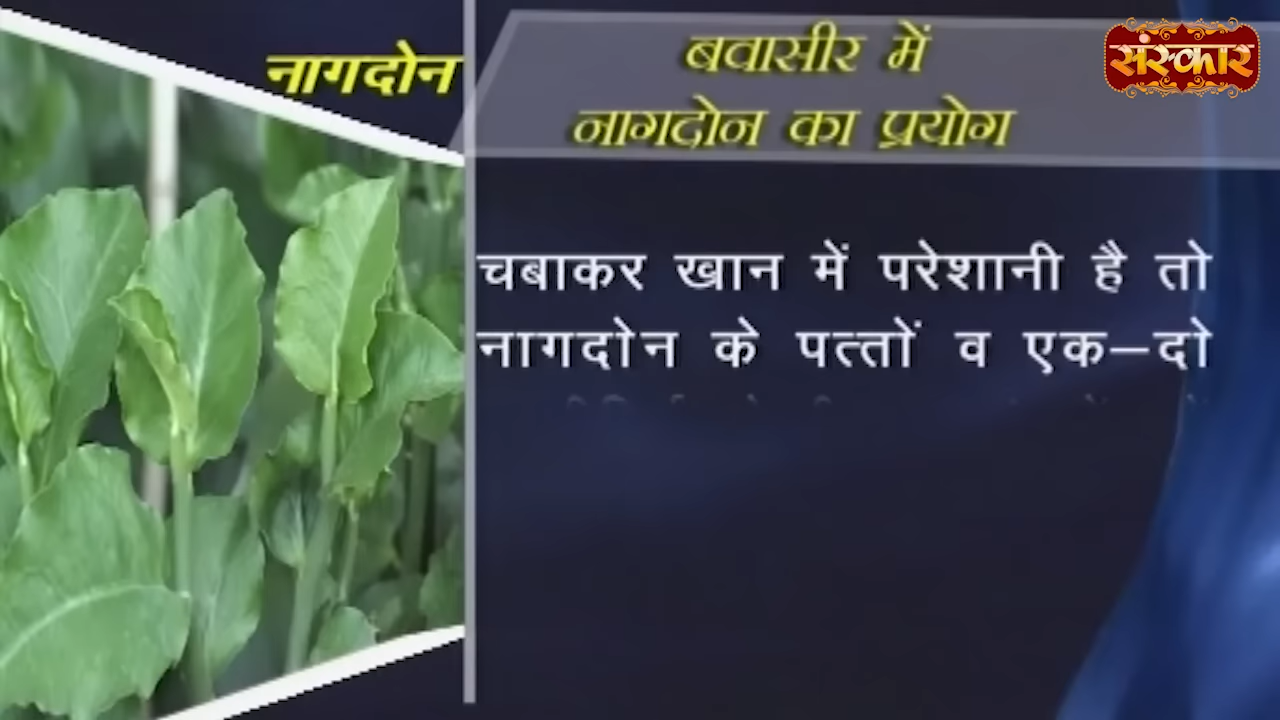 नागदोन
बवासीर में
नागदोन का प्रयोग
संस्कार
चबाकर खान में परेशानी है तो
नागदोन के पत्तों व एक–दो